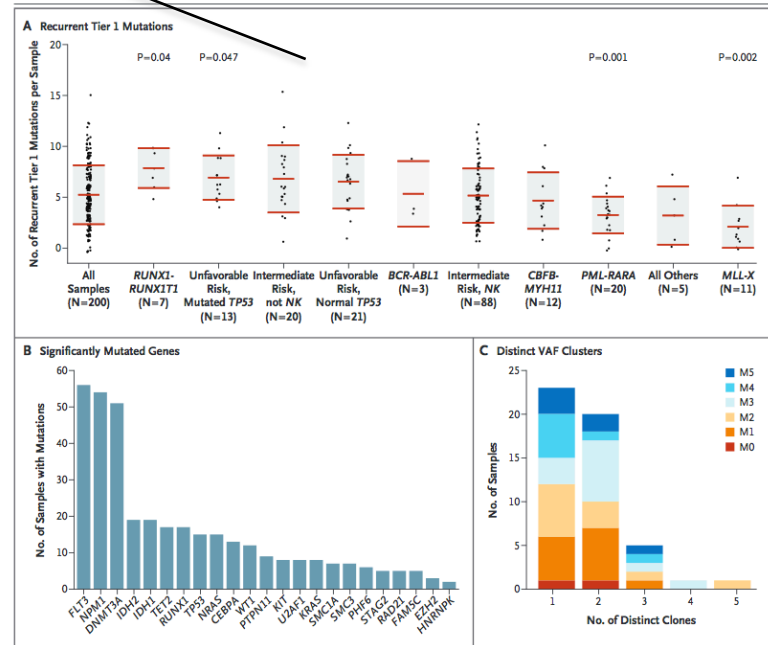 A Recurrent Tier 1 Mutations
No. of Recurrent Tier 1 Mutations per Sample
20
15
10
5
0
P=0.04
P=0.047
P=0.001
P=0.002
All
Samples
(N=200)
RUNX1-
RUNX1T1
(N=7)
Unfavorable
Risk,
Mutated TP53
(N=13)
Intermediate
Risk,
not NK
(N=20)
Unfavorable
Risk,
Normal TP53
(N=21)
BCR-ABL1
(N=3)
Intermediate
Risk, NK
(N=88)
CBFB-
MYH11
(N=12)
PML-RARA
(N=20)
All Others
(N=5)
MLL-X
(N=11)
B Significantly Mutated Genes
No. of Samples with Mutations
60
50
40
30
20
10
0
FLT3
NPM1
DNMT3A
IDH2
IDH1
TET2
RUNX1
TP53
NRAS
CEBPA
WT1
PTPN11
KIT
U2AF1
KRAS
SMC1A
SMC3
PHF6
STAG2
RAD21
FAM5C
EZH2
HNRNPK
C Distinct VAF Clusters
No. of Samples
25
20
15
10
5
0
M5
M4
M3
M2
M1
M0
1
2
3
4
5
No. of Distinct Clones